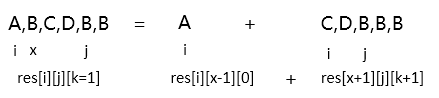 A,B,C,D,B,B = A + C,D,B,B,B
i x j i i j
res[i][j][k=1] res[i][x-1][0] + res[x+1][j][k+1]